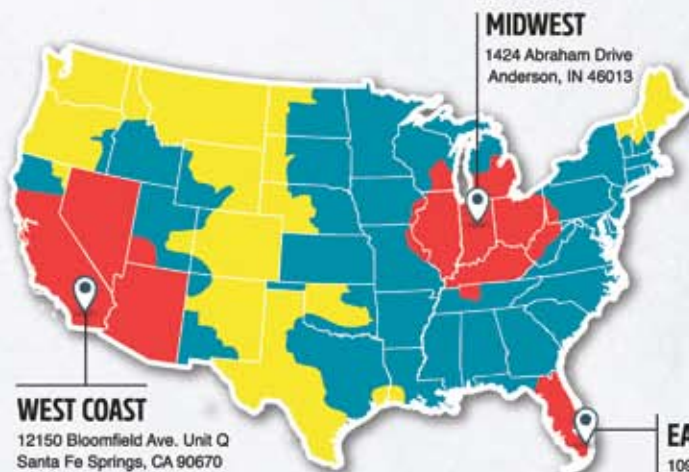 MIDWEST
1424 Abraham Drive
Anderson, IN 46013
WEST COAST
12150 Bloomfield Ave. Unit Q
Santa Fe Springs, CA 90670